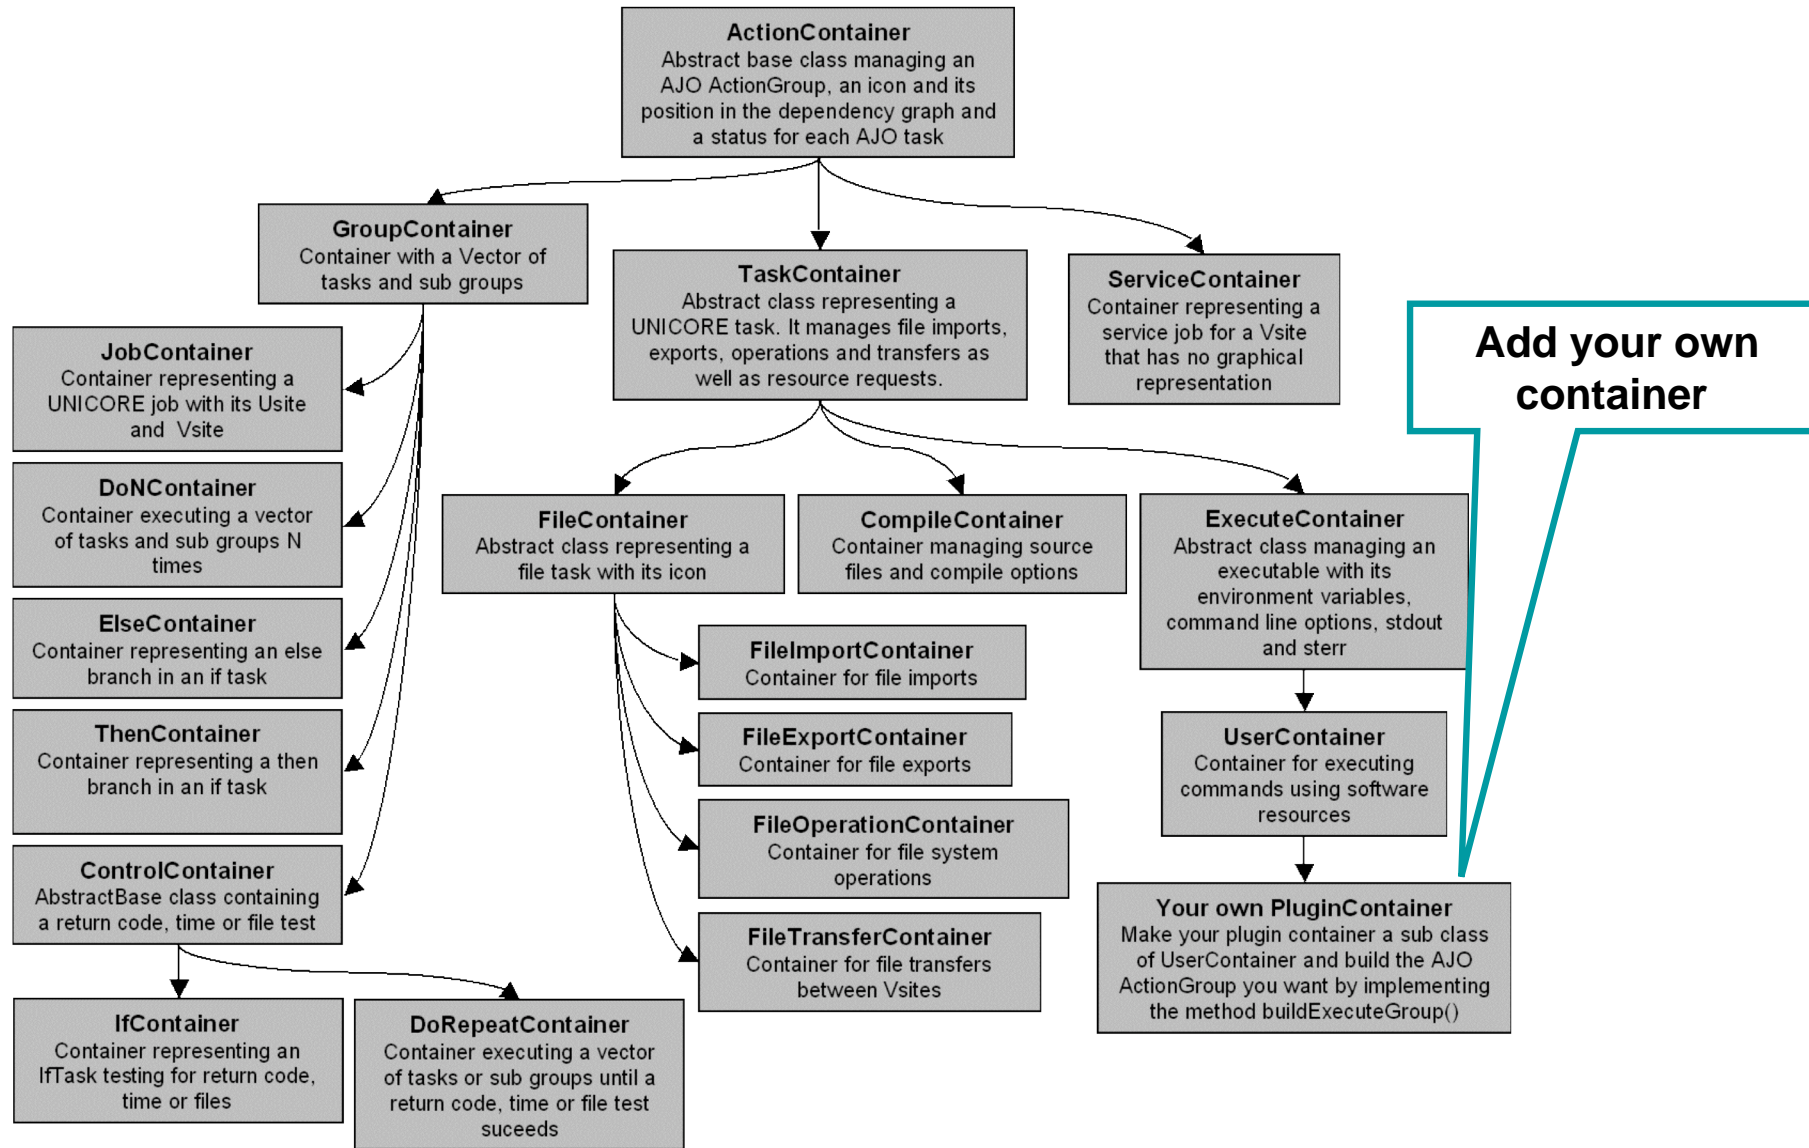 ActionContainer
Abstract base class managing an
AJO ActionGroup, an icon and its
position in the dependency graph and
a status for each AJO task
GroupContainer
Container with a Vector of
tasks and sub groups
TaskContainer
Abstract class representing a
UNICORE task. It manages file imports,
exports, operations and transfers as
well as resource requests.
ServiceContainer
Container representing a
service job for a Vsite
that has no graphical
representation
Add your own
container
JobContainer
Container representing a
UNICORE job with its Usite
and Vsite
DoNContainer
Container executing a vector
of tasks and sub groups N
times
ElseContainer
Container representing an else
branch in an if task
ThenContainer
Container representing a then
branch in an if task
ControlContainer
AbstractBase class containing
a return code, time or file test
IfContainer
Container representing an
IfTask testing for return code,
time or files
DoRepeatContainer
Container executing a vector
of tasks or sub groups until a
return code, time or file test
suceeds
FileContainer
Abstract class representing a
file task with its icon
CompileContainer
Container managing source
files and compile options
ExecuteContainer
Abstract class managing an
executable with its
environment variables,
command line options, stdout
and sterr
FileImportContainer
Container for file imports
FileExportContainer
Container for file exports
FileOperationContainer
Container for file system
operations
FileTransferContainer
Container for file transfers
between Vsites
UserContainer
Container for executing
commands using software
resources
Your own PluginContainer
Make your plugin container a sub class
of UserContainer and build the AJO
ActionGroup you want by implementing
the method buildExecuteGroup()